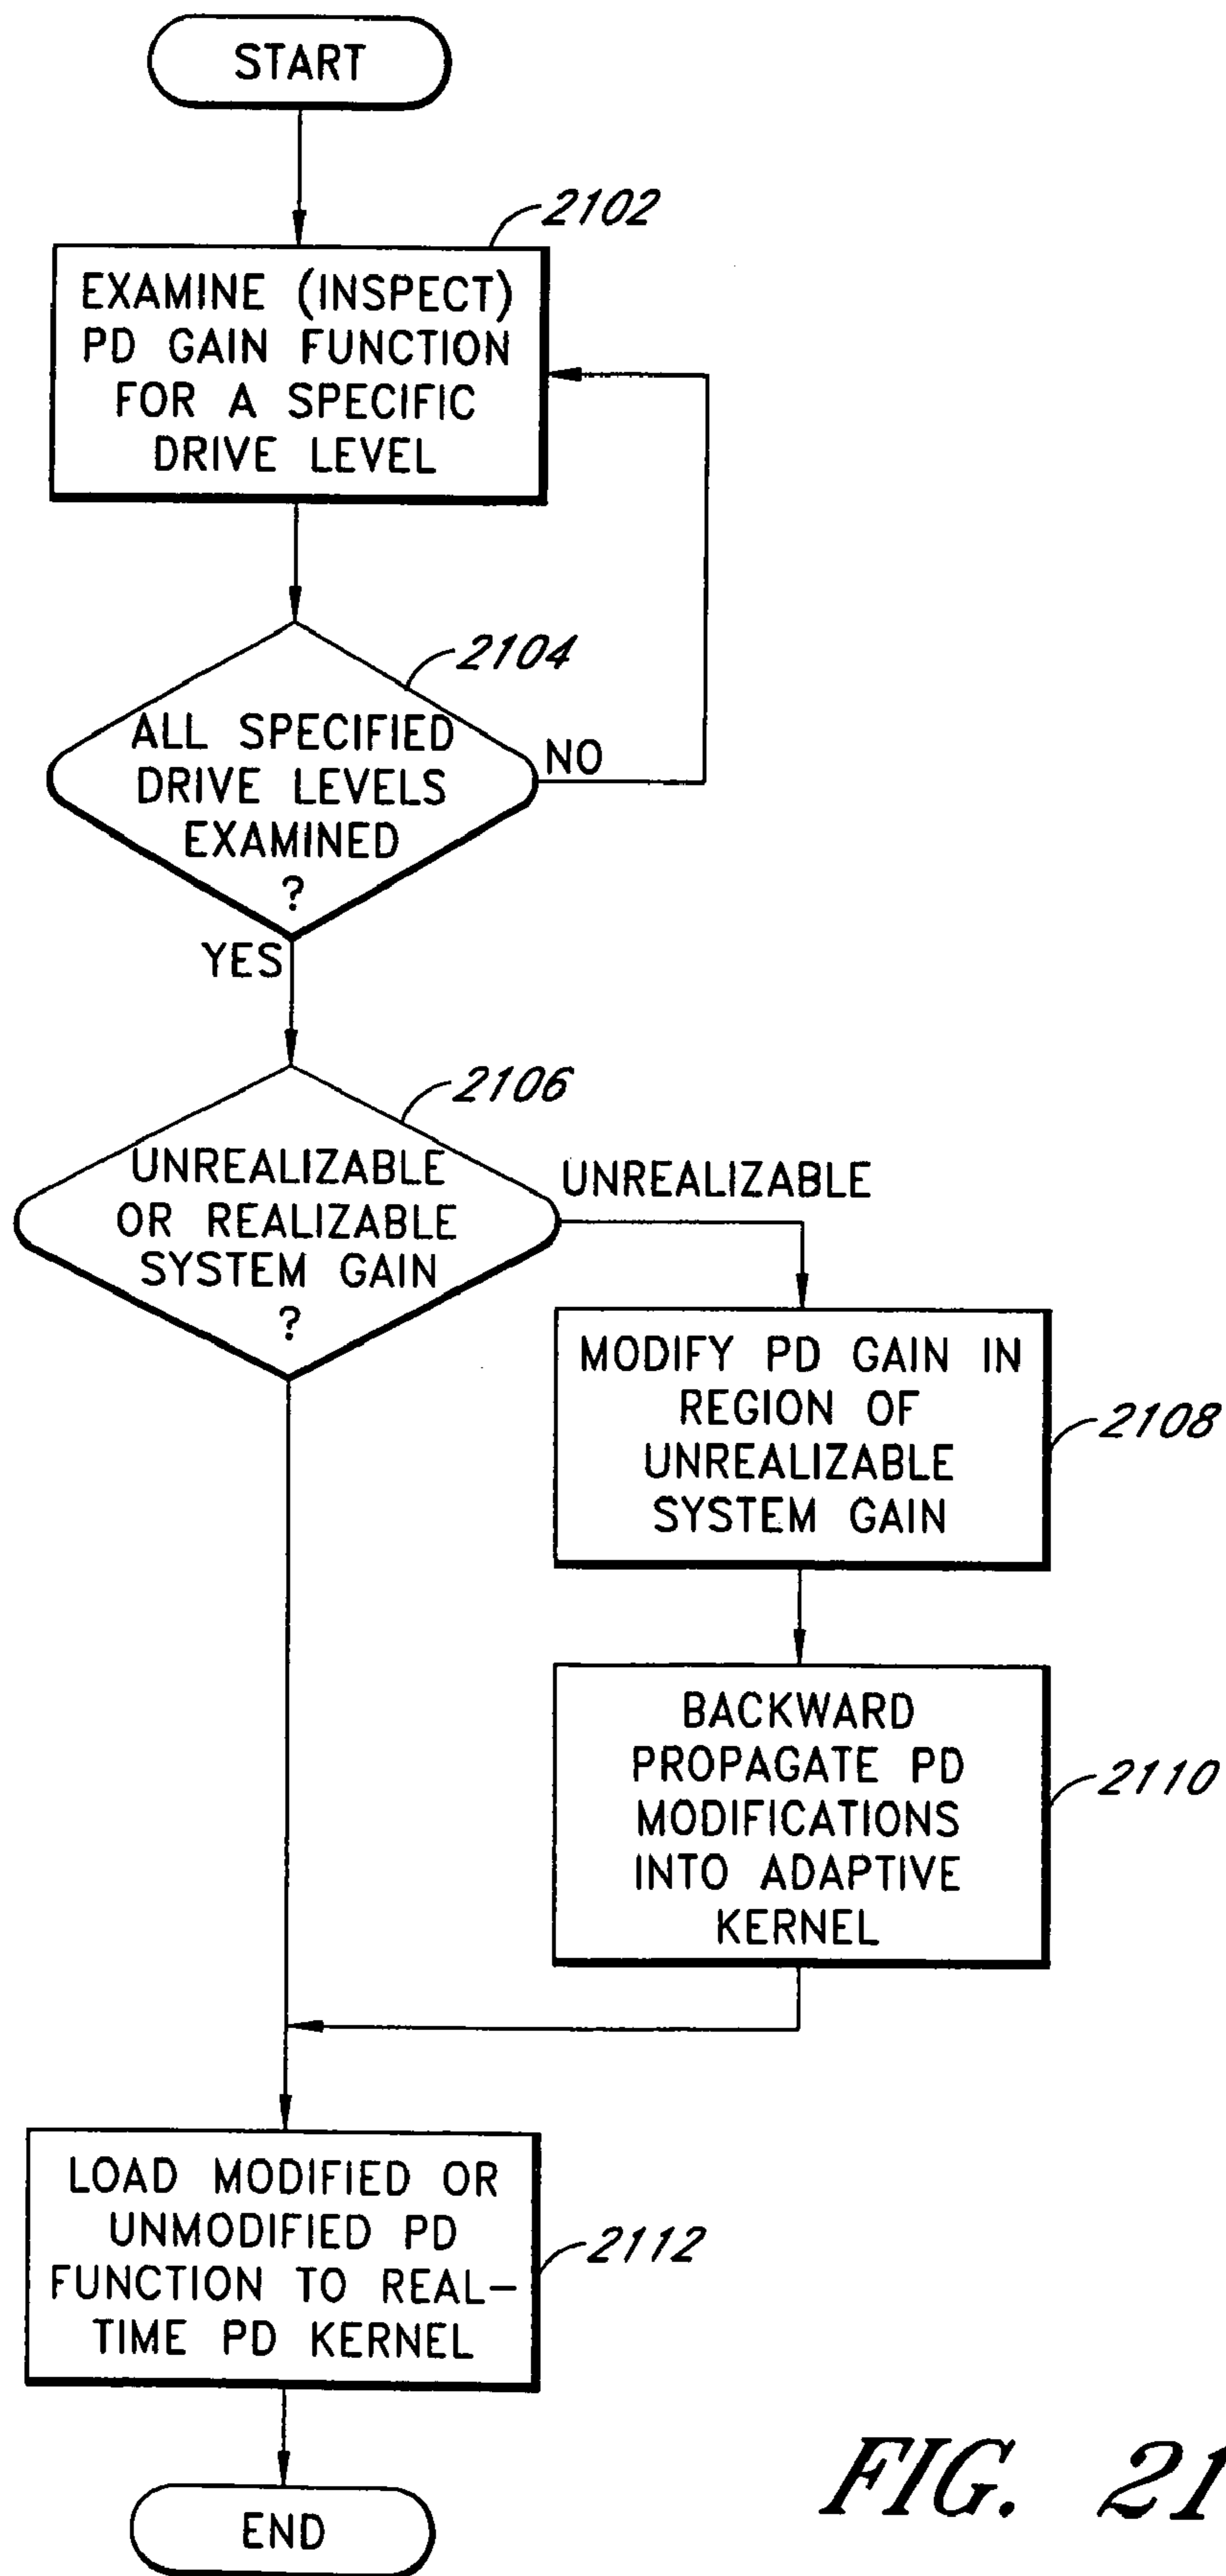 START
2102
EXAMINE (INSPECT)
PD GAIN FUNCTION
FOR A SPECIFIC
DRIVE LEVEL
2104
ALL SPECIFIED
DRIVE LEVELS
EXAMINED
?
NO
YES
2106
UNREALIZABLE
OR REALIZABLE
SYSTEM GAIN
?
UNREALIZABLE
MODIFY PD GAIN IN
REGION OF
UNREALIZABLE
SYSTEM GAIN
2108
BACKWARD
PROPAGATE PD
MODIFICATIONS
INTO ADAPTIVE
KERNEL
2110
LOAD MODIFIED OR
UNMODIFIED PD
FUNCTION TO REAL-
TIME PD KERNEL
2112
END
FIG. 21